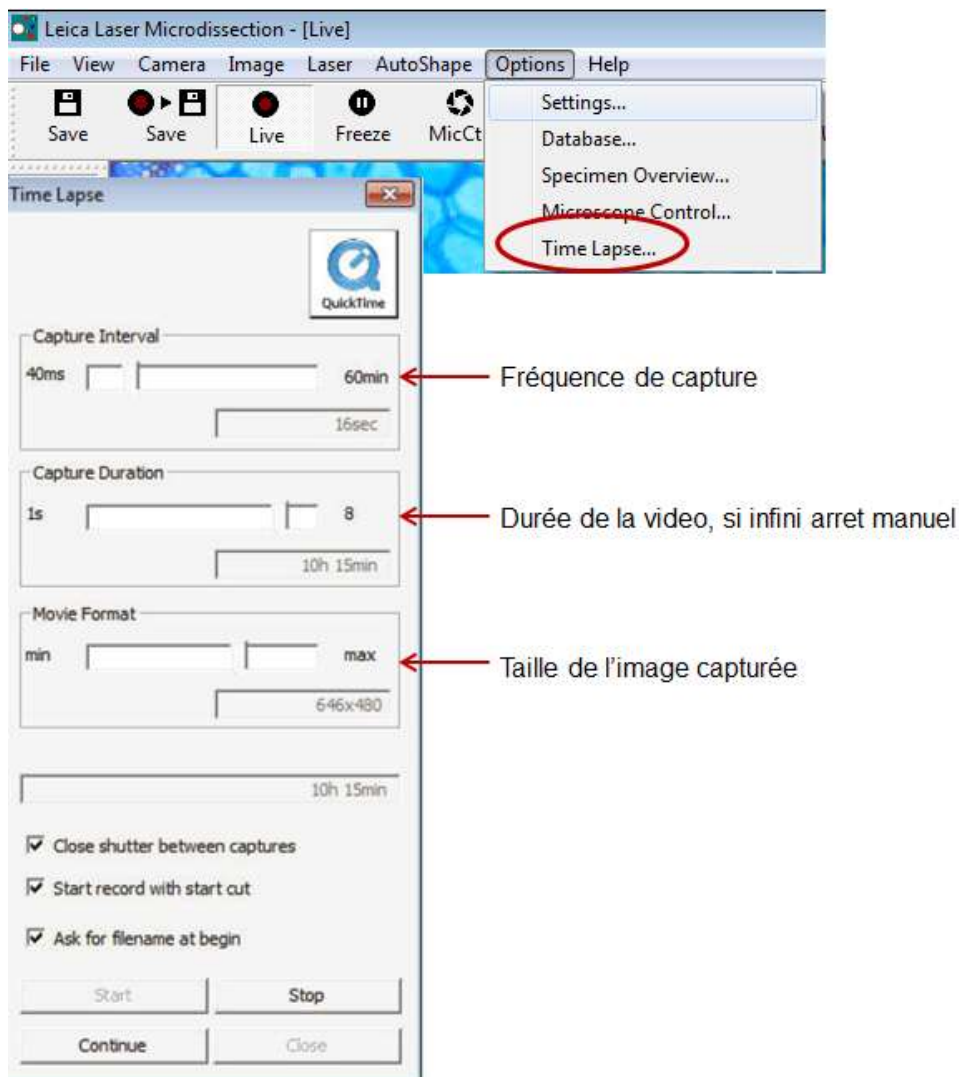 Leica Laser Microdissection - [Live]
File View Camera Image Laser AutoShape Options Help
Save Save Live Freeze MicCt
Settings...
Database...
Specimen Overview...
Microscope Control...
Time Lapse...
Time Lapse
QuickTime
Capture Interval
40ms 60min
16sec
Fréquence de capture
Capture Duration
1s 8
10h 15min
Durée de la video, si infini arret manuel
Movie Format
min max
646x480
Taille de l'image capturée
10h 15min
Close shutter between captures
Start record with start cut
Ask for filename at begin
Start Stop
Continue Close